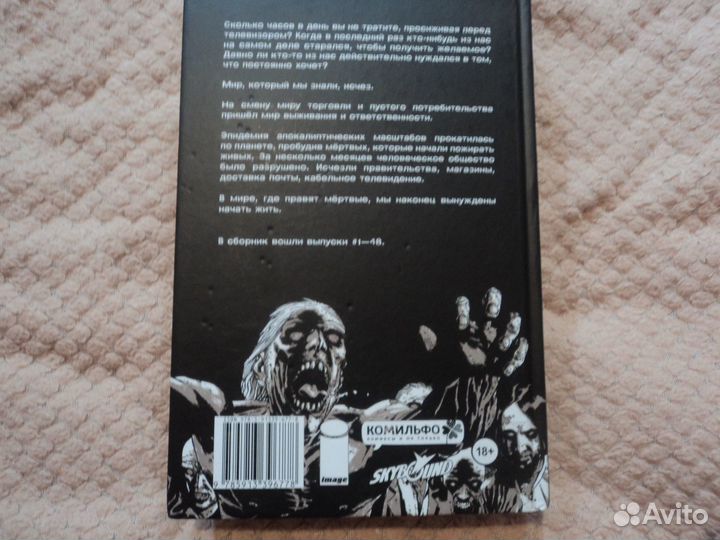 Сколько часов в день вы не тратите, просиживая перед
телевизором? Когда в последний раз кто-нибудь из нас
на самом деле старался, чтобы получить желаемое?
Давно ли кто-то из нас действительно нуждался в том,
что постоянно хочет?
Мир, который мы знали, исчез.
На смену миру торговли и пустого потребительства
пришёл мир выживания и ответственности.
Эпидемия апокалиптических масштабов прокатилась
по планете, пробудив мёртвых, которые начали пожирать
живых. За несколько месяцев человеческое общество
было разрушено. Исчезли правительства, магазины,
доставка почты, кабельное телевидение.
В мире, где правят мёртвые, мы наконец вынуждены
начать жить.
В сборник вошли выпуски #1—48.
9 785913 396778
image
КОМИЛЬФО
комиксы и не только
SKYBOUND
18+
Avito